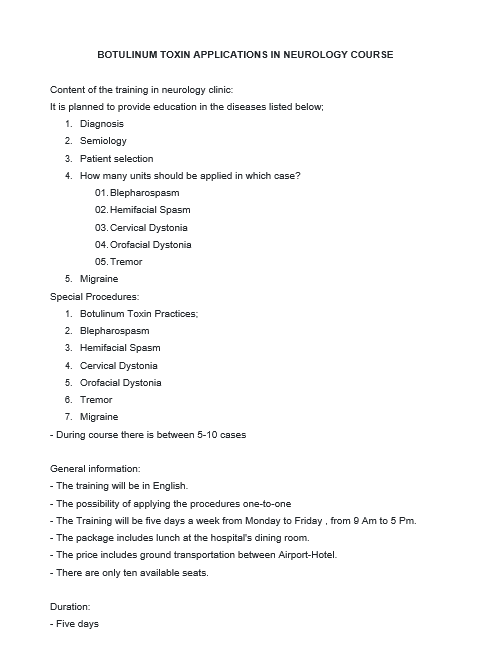 BOTULINUM TOXIN APPLICATIONS IN NEUROLOGY COURSE
Content of the training in neurology clinic:
It is planned to provide education in the diseases listed below;
1. Diagnosis
2. Semiology
3. Patient selection
4. How many units should be applied in which case?
01. Blepharospasm
02. Hemifacial Spasm
03. Cervical Dystonia
04. Orofacial Dystonia
05. Tremor
5. Migraine
Special Procedures:
1. Botulinum Toxin Practices;
2. Blepharospasm
3. Hemifacial Spasm
4. Cervical Dystonia
5. Orofacial Dystonia
6. Tremor
7. Migraine
- During course there is between 5-10 cases
General information:
- The training will be in English.
- The possibility of applying the procedures one-to-one
- The Training will be five days a week from Monday to Friday , from 9 Am to 5 Pm.
- The package includes lunch at the hospital's dining room.
- The price includes ground transportation between Airport-Hotel.
- There are only ten available seats.
Duration:
- Five days